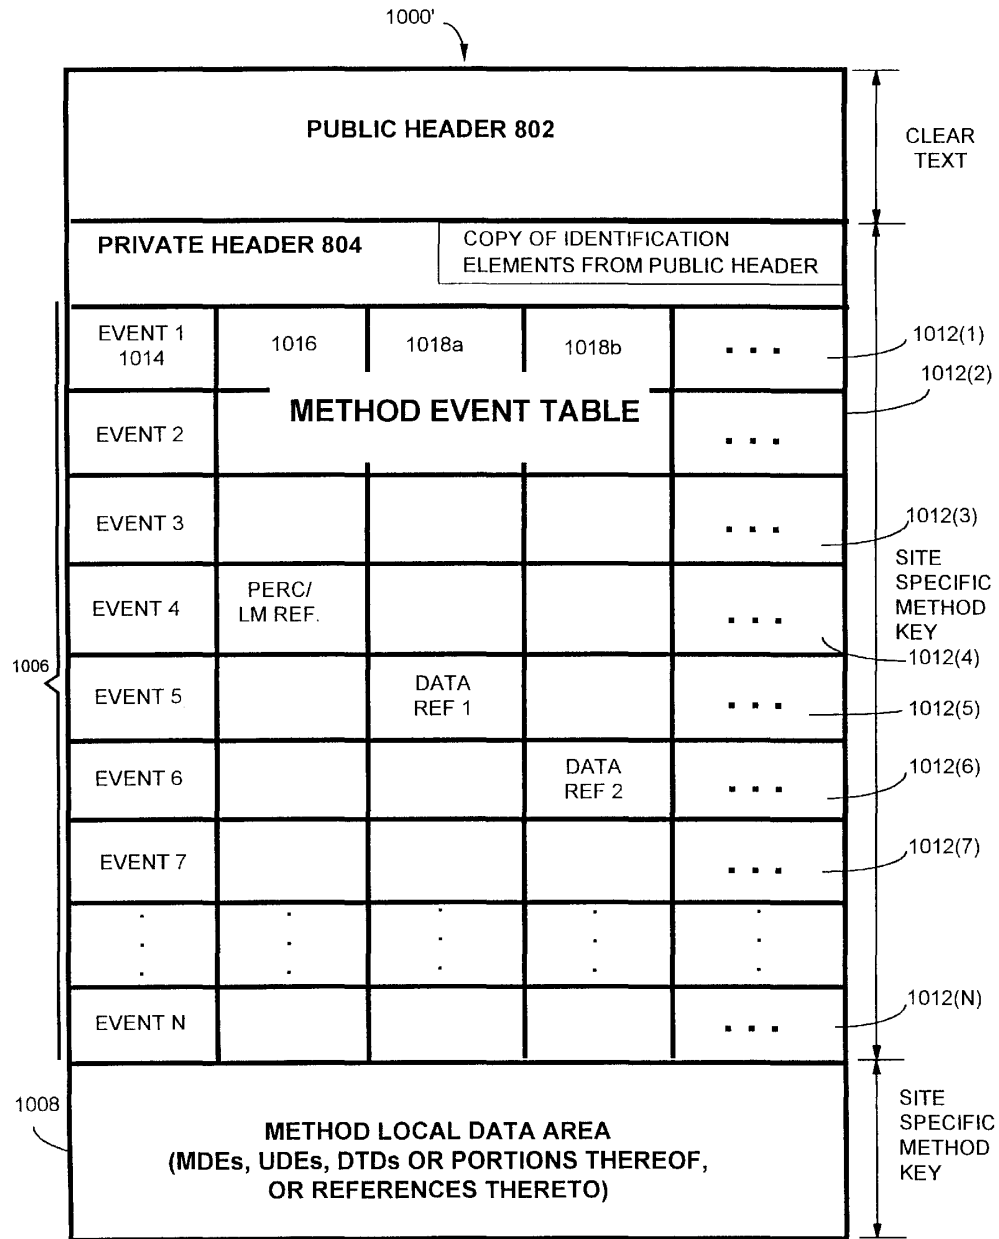 1000'
PUBLIC HEADER 802
CLEAR
TEXT
PRIVATE HEADER 804
COPY OF IDENTIFICATION
ELEMENTS FROM PUBLIC HEADER
EVENT 1
1014
1016
1018a
1018b
. . .
1012(1)
1012(2)
METHOD EVENT TABLE
EVENT 2
. . .
EVENT 3
. . .
1012(3)
SITE
SPECIFIC
METHOD
KEY
EVENT 4
PERC/
LM REF.
. . .
1012(4)
1006
EVENT 5
DATA
REF 1
. . .
1012(5)
EVENT 6
DATA
REF 2
. . .
1012(6)
EVENT 7
. . .
1012(7)
EVENT N
. . .
1012(N)
1008
METHOD LOCAL DATA AREA
(MDEs, UDEs, DTDs OR PORTIONS THEREOF,
OR REFERENCES THERETO)
SITE
SPECIFIC
METHOD
KEY